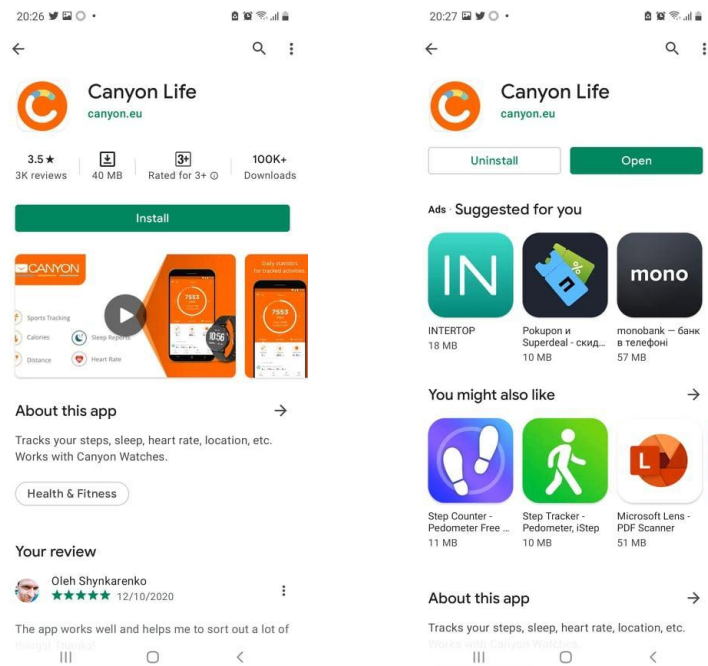 20:26
Canyon Life
canyon.eu
3.5★
3K reviews
40 MB
3+
Rated for 3+
100K+
Downloads
Install
CANYON
Sports Tracking
Calories
Sleep Reports
Distance
Heart Rate
7553
10:56
Daily statistics
for tracked activities
7553
About this app
Tracks your steps, sleep, heart rate, location, etc.
Works with Canyon Watches.
Health & Fitness
Your review
Oleh Shynkarenko
★★★★★ 12/10/2020
The app works well and helps me to sort out a lot of
20:27
Canyon Life
canyon.eu
Uninstall
Open
Ads · Suggested for you
IN
mono
INTERTOP
18 MB
Pokupon и
Superdeal - скид...
10 MB
monobank — банк
в телефоні
57 MB
You might also like
L
Step Counter -
Pedometer Free ...
11 MB
Step Tracker -
Pedometer, iStep
10 MB
Microsoft Lens -
PDF Scanner
51 MB
About this app
Tracks your steps, sleep, heart rate, location, etc.
Works with Canyon Watches.